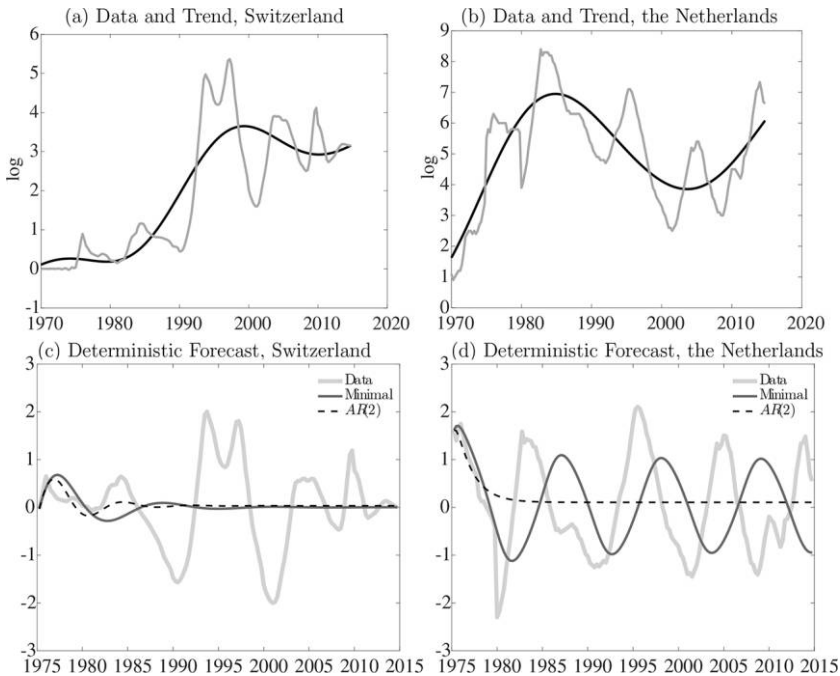 (a) Data and Trend, Switzerland
6
5
4
3
2
1
0
-1
log
1970 1980 1990 2000 2010 2020
(b) Data and Trend, the Netherlands
9
8
7
6
5
4
3
2
1
0
log
1970 1980 1990 2000 2010 2020
(c) Deterministic Forecast, Switzerland
3
2
1
0
-1
-2
-3
Data
Minimal
AR(2)
1975 1980 1985 1990 1995 2000 2005 2010 2015
(d) Deterministic Forecast, the Netherlands
3
2
1
0
-1
-2
-3
Data
Minimal
AR(2)
1975 1980 1985 1990 1995 2000 2005 2010 2015